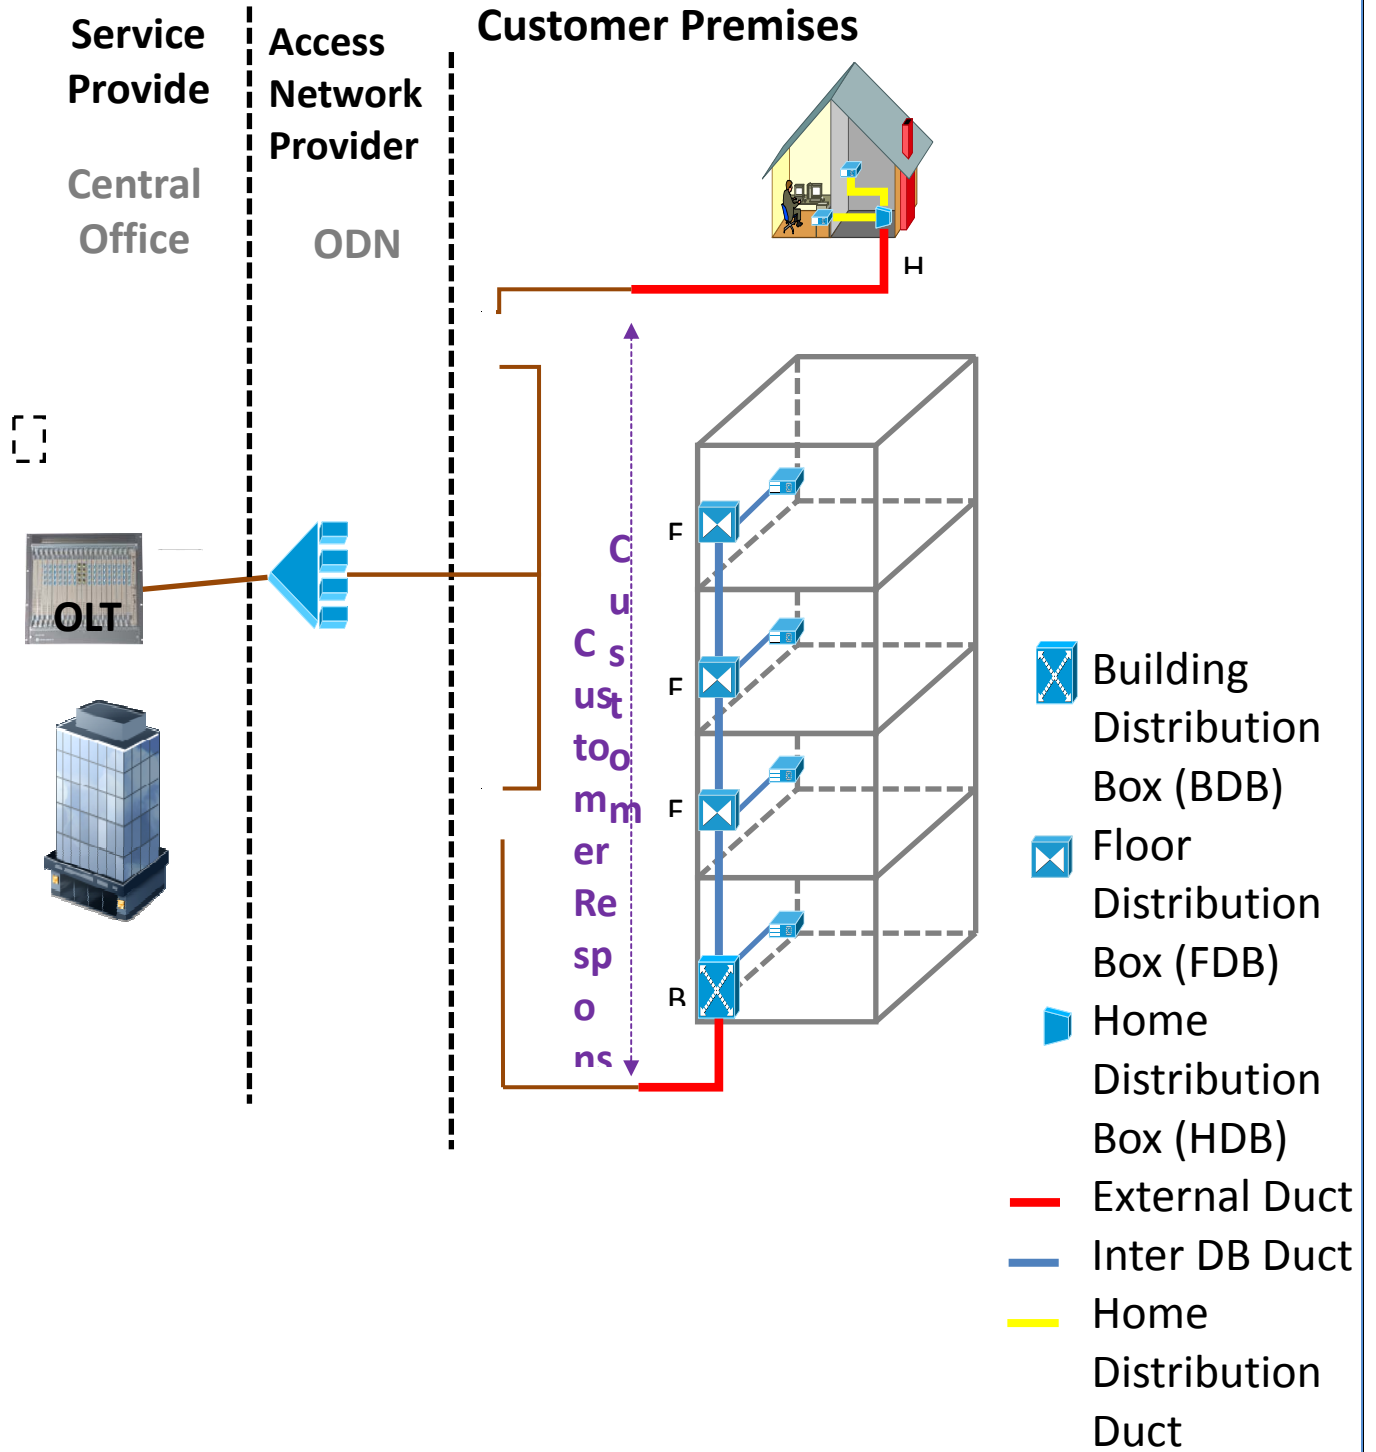 Service
Provide
Central
Office
Access
Network
Provider
ODN
Customer Premises
OLT
C
u
s
t
o
m
C
us
to
m
er
Re
sp
o
ns
Building
Distribution
Box (BDB)
Floor
Distribution
Box (FDB)
Home
Distribution
Box (HDB)
External Duct
Inter DB Duct
Home
Distribution
Duct